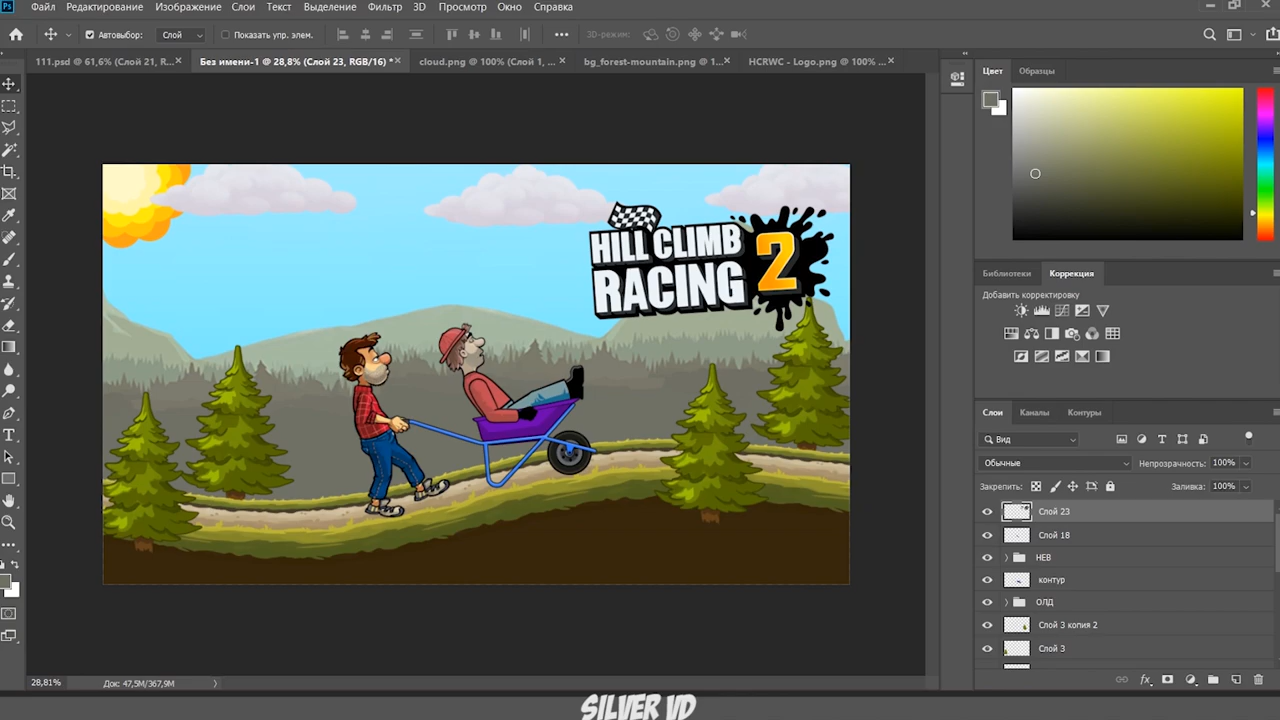 Ps Файл Редактирование Изображение Слои Текст Выделение Фильтр 3D Просмотр Окно Справка
Автовыбор: Слой Показать упр. элем. 3D-режим:
111.psd @ 61,6% (Слой 21, R... × Без имени-1 @ 28,8% (Слой 23, RGB/16) * × cloud.png @ 100% (Слой 1, ... × bg_forest-mountain.png @ 1... × HCRWC - Logo.png @ 100% ... ×
Цвет Образцы
HILL CLIMB
RACING 2
Библиотеки Коррекция
Добавить корректировку
Слои Каналы Контуры
Вид
Обычные Непрозрачность: 100%
Закрепить: Заливка: 100%
Слой 23
Слой 18
НЕВ
контур
ОЛД
Слой 3 копия 2
Слой 3
28,81% Док: 47,5M/367,9M
fx
SILVER VD